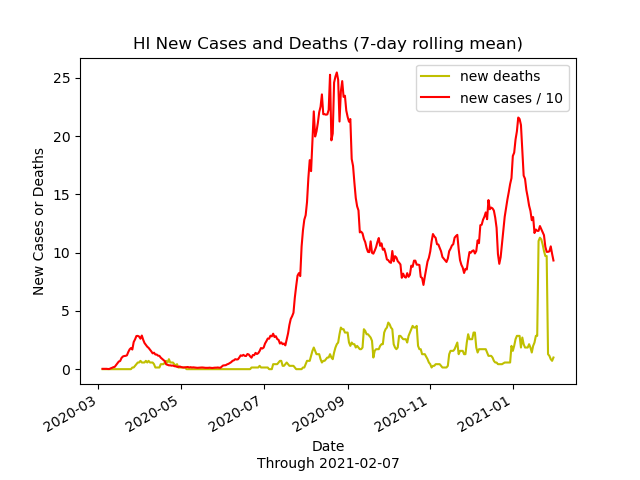 HI New Cases and Deaths (7-day rolling mean)
new deaths
new cases / 10
New Cases or Deaths
25
20
15
10
5
0
2020-03
2020-05
2020-07
2020-09
2020-11
2021-01
Date
Through 2021-02-07